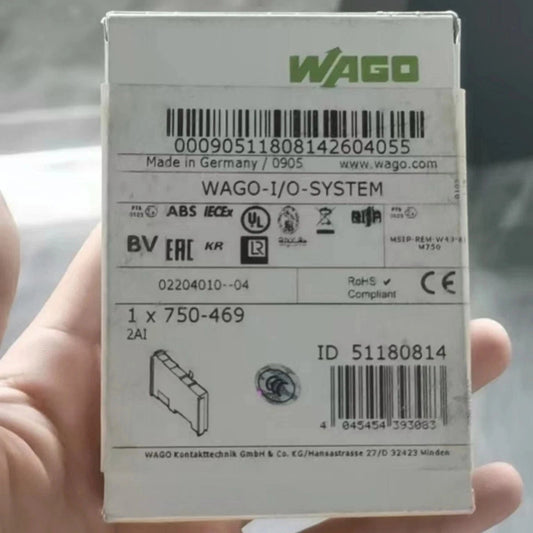 WAGO
00090511808142604055
Made in Germany / 0905 www.wago.com
WAGO-I/O-SYSTEM
ABS IECEx UL
BV EAC KR LR
02204010--04
RoHS ✔
Compliant
CE
1 x 750-469
2AI
ID 51180814
4 045454 393083
WAGO Kontakttechnik GmbH & Co. KG/Hansastrasse 27/D 32423 Minden